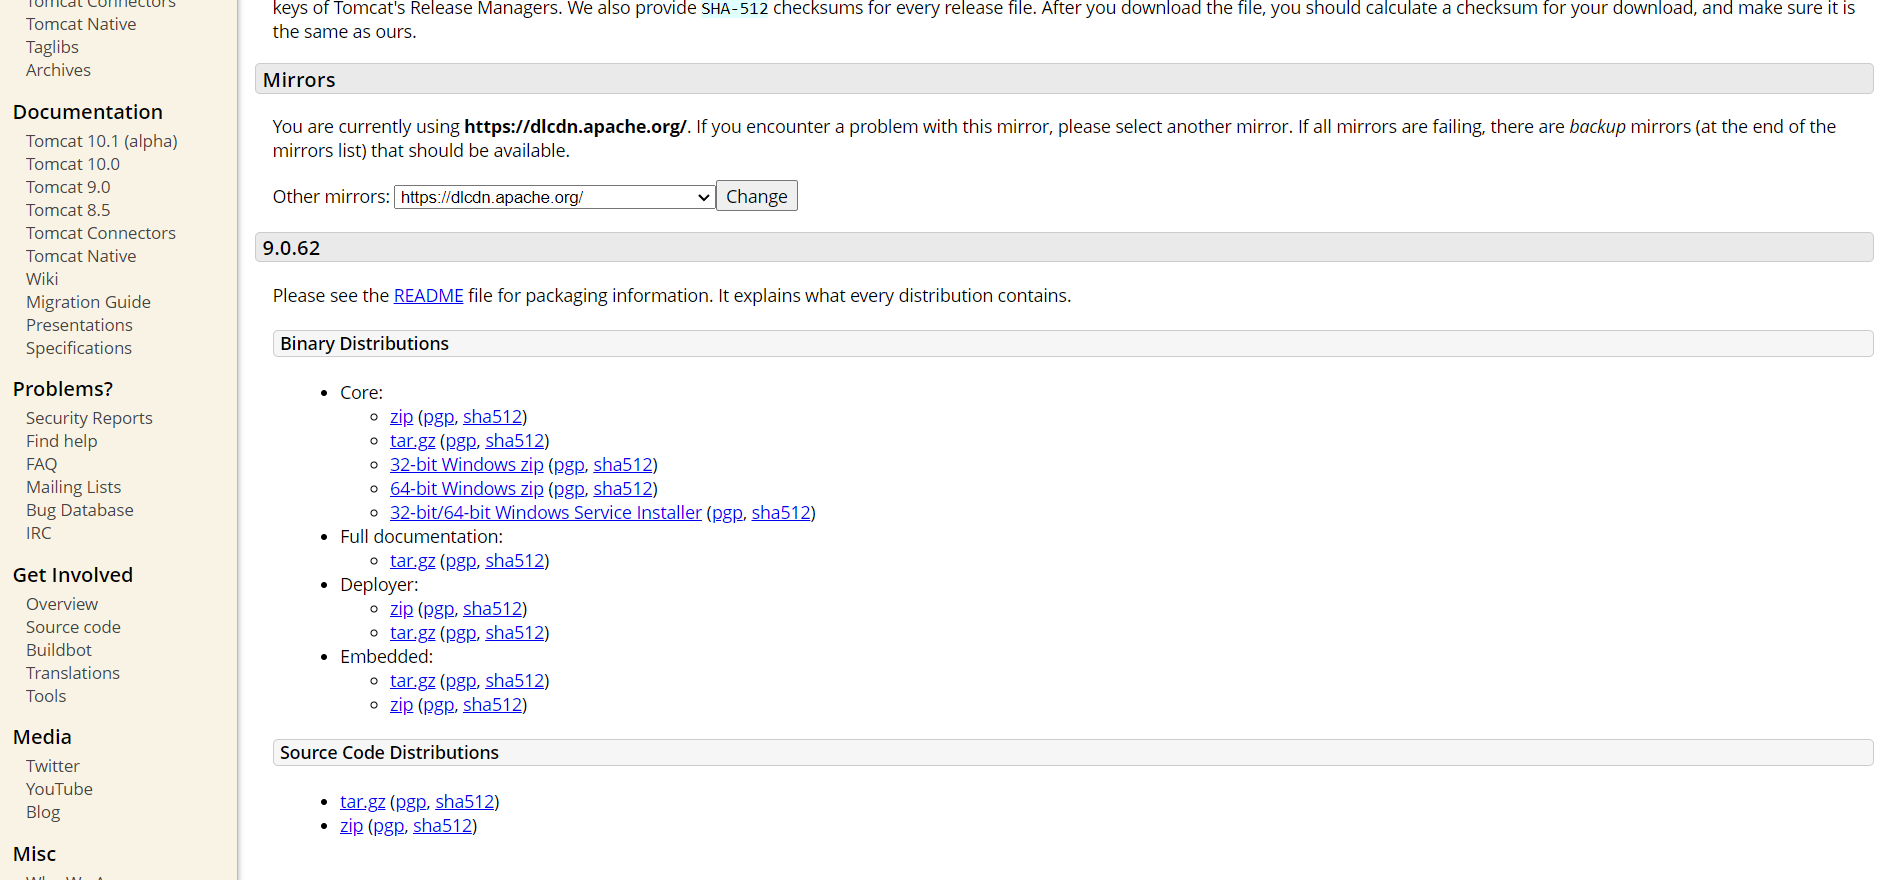 Tomcat Connectors
Tomcat Native
Taglibs
Archives
Documentation
Tomcat 10.1 (alpha)
Tomcat 10.0
Tomcat 9.0
Tomcat 8.5
Tomcat Connectors
Tomcat Native
Wiki
Migration Guide
Presentations
Specifications
Problems?
Security Reports
Find help
FAQ
Mailing Lists
Bug Database
IRC
Get Involved
Overview
Source code
Buildbot
Translations
Tools
Media
Twitter
YouTube
Blog
Misc
keys of Tomcat's Release Managers. We also provide SHA-512 checksums for every release file. After you download the file, you should calculate a checksum for your download, and make sure it is
the same as ours.
Mirrors
You are currently using https://dlcdn.apache.org/. If you encounter a problem with this mirror, please select another mirror. If all mirrors are failing, there are backup mirrors (at the end of the
mirrors list) that should be available.
Other mirrors: https://dlcdn.apache.org/ Change
9.0.62
Please see the README file for packaging information. It explains what every distribution contains.
Binary Distributions
• Core:
◦ zip (pgp, sha512)
◦ tar.gz (pgp, sha512)
◦ 32-bit Windows zip (pgp, sha512)
◦ 64-bit Windows zip (pgp, sha512)
◦ 32-bit/64-bit Windows Service Installer (pgp, sha512)
• Full documentation:
◦ tar.gz (pgp, sha512)
• Deployer:
◦ zip (pgp, sha512)
◦ tar.gz (pgp, sha512)
• Embedded:
◦ tar.gz (pgp, sha512)
◦ zip (pgp, sha512)
Source Code Distributions
• tar.gz (pgp, sha512)
• zip (pgp, sha512)